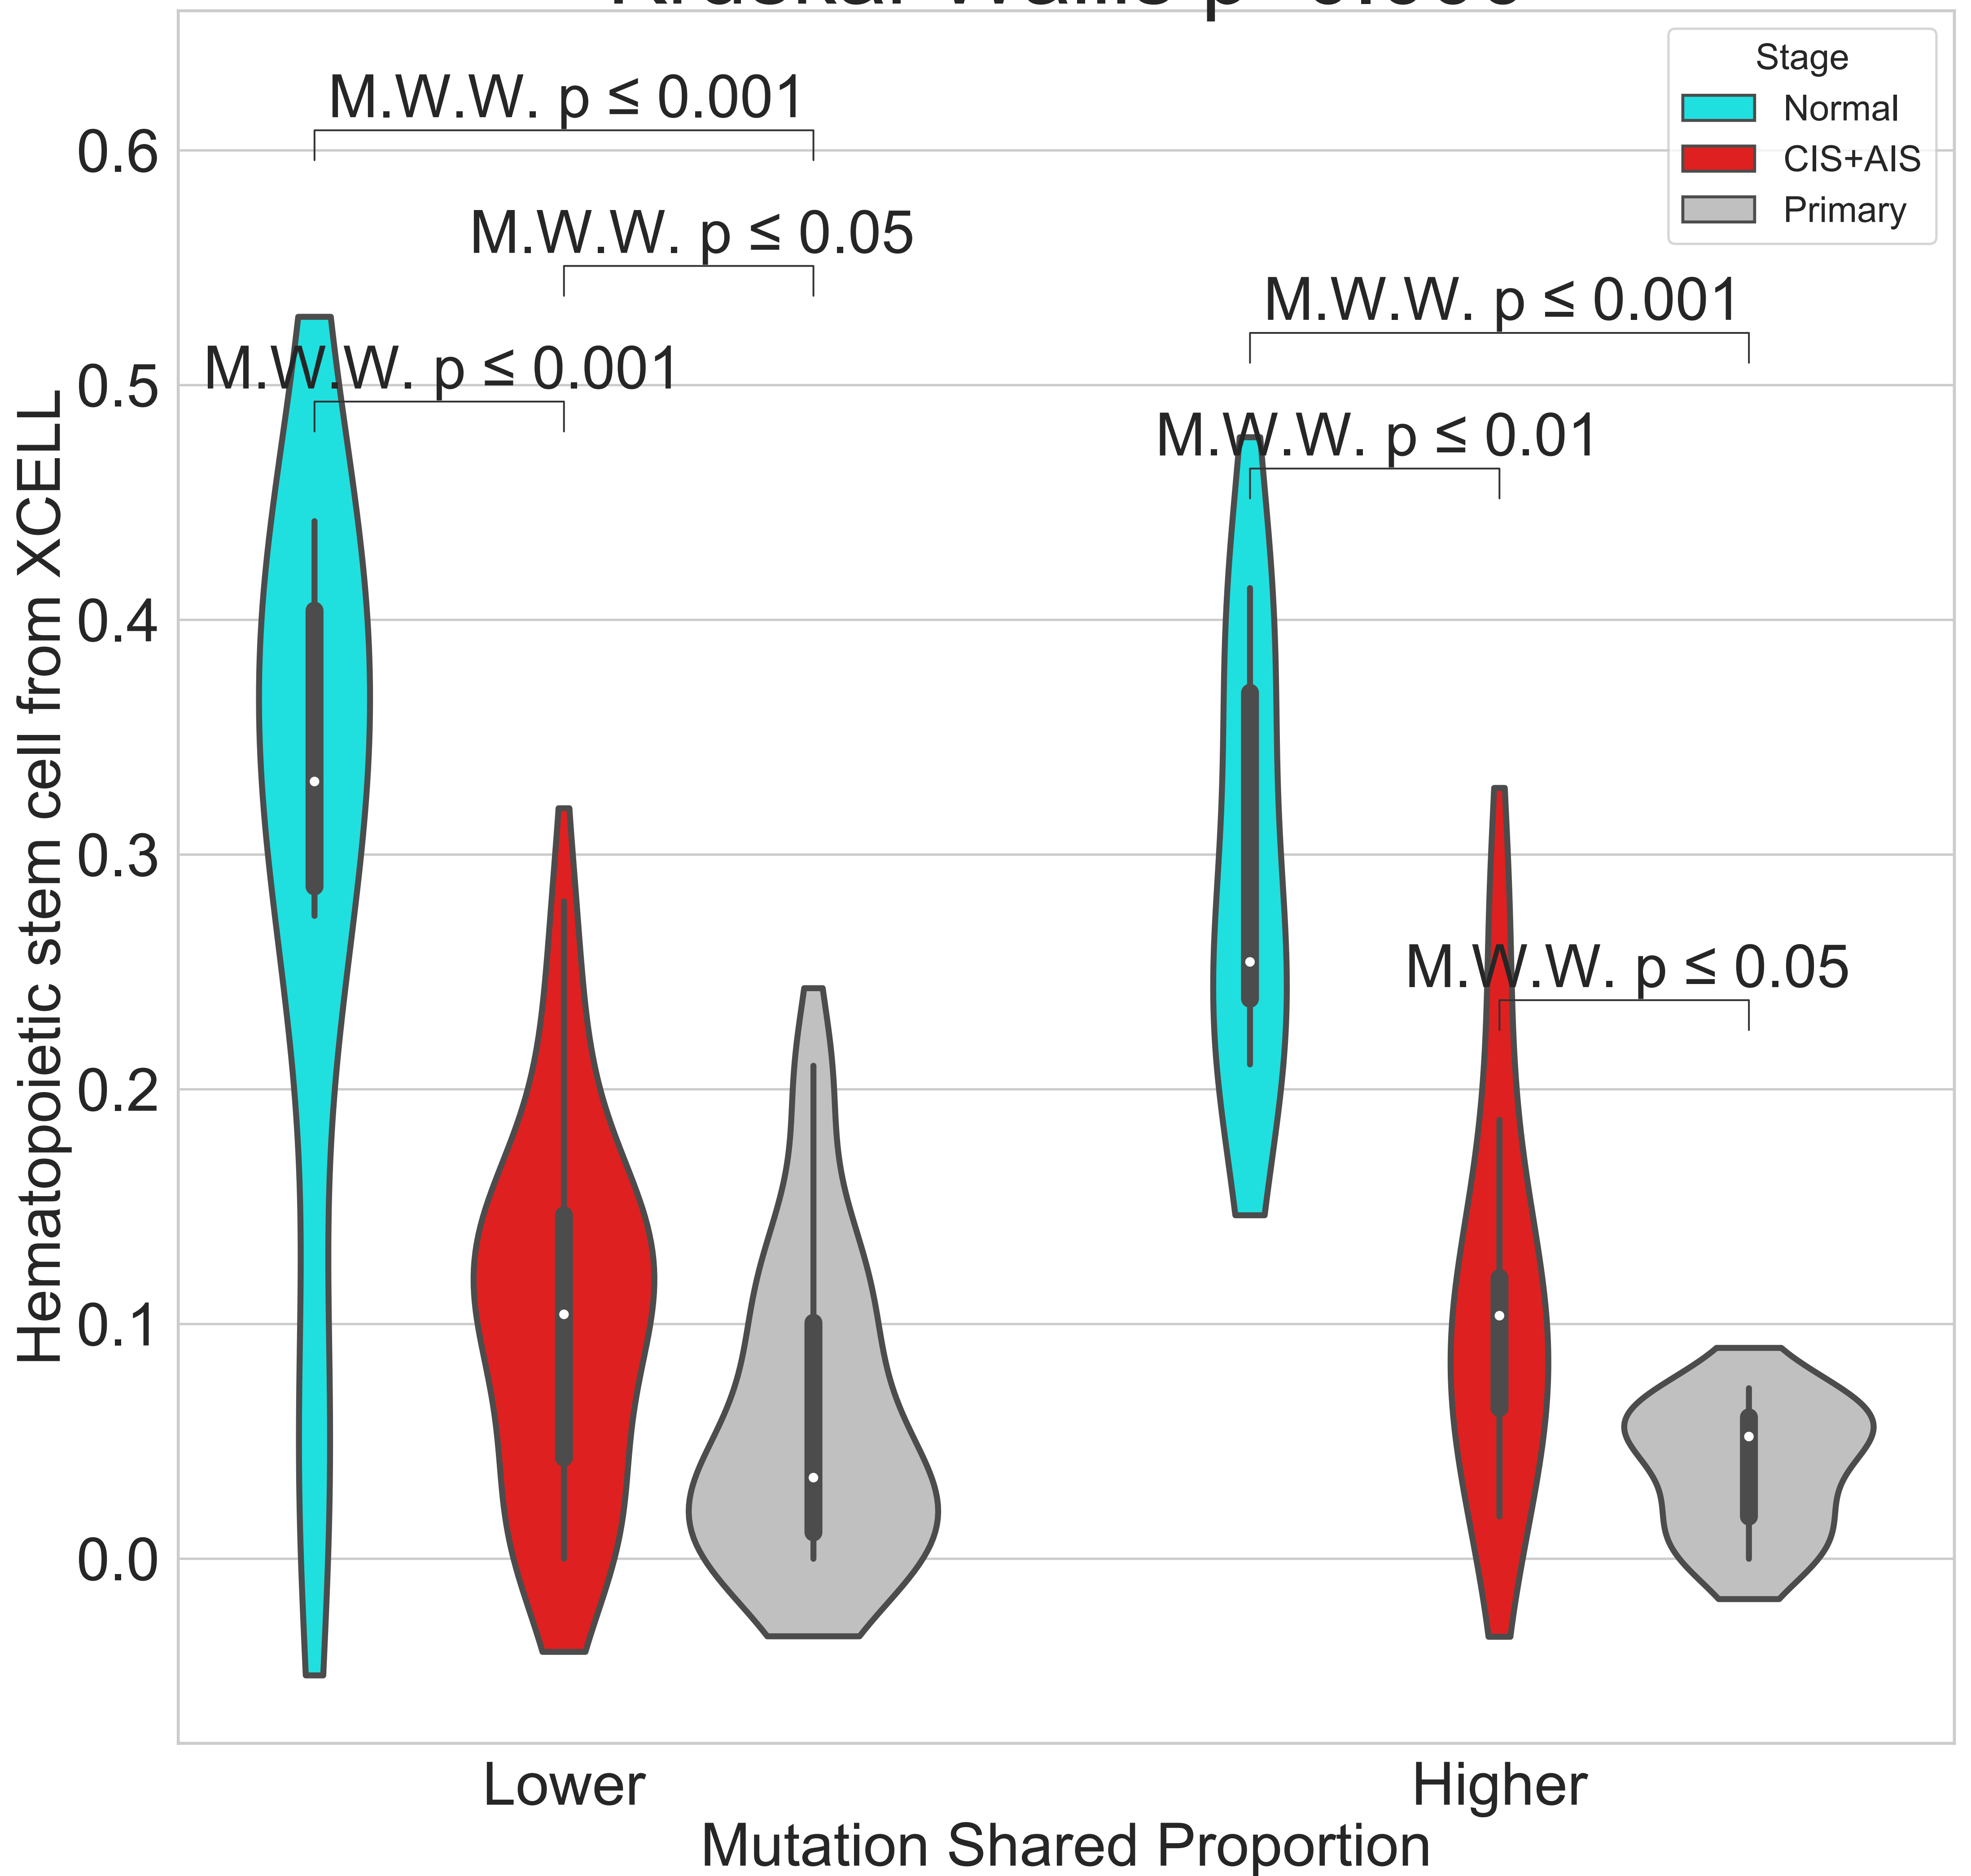 Stage
Normal
CIS+AIS
Primary
M.W.W. p ≤ 0.001
M.W.W. p ≤ 0.05
M.W.W. p ≤ 0.001
M.W.W. p ≤ 0.001
M.W.W. p ≤ 0.01
M.W.W. p ≤ 0.05
0.6
0.5
0.4
0.3
0.2
0.1
0.0
Hematopoietic stem cell from XCELL
Lower
Higher
Mutation Shared Proportion